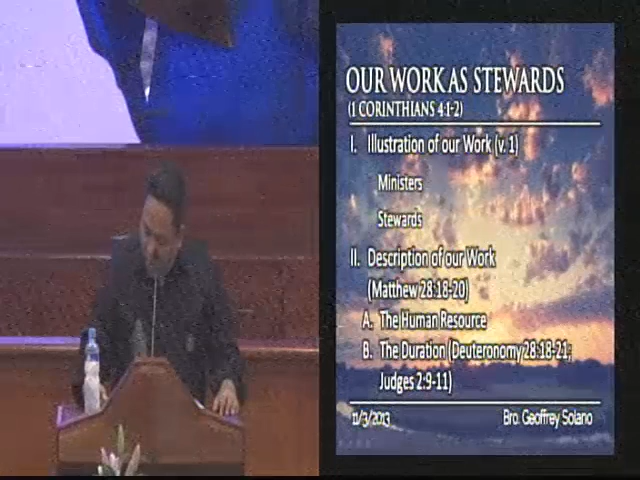 OUR WORK AS STEWARDS
(1 CORINTHIANS 4:1-2)
I. Illustration of our Work (v. 1)
Ministers
Stewards
II. Description of our Work
(Matthew 28:18-20)
A. The Human Resource
B. The Duration (Deuteronomy 28:18-21;
Judges 2:9-11)
11/3/2013 Bro. Geoffrey Solano